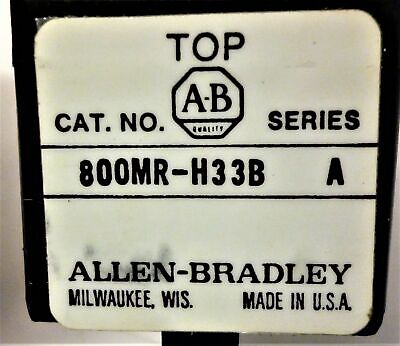 TOP
A-B
QUALITY
CAT. NO. SERIES
800MR-H33B A
ALLEN-BRADLEY
MILWAUKEE, WIS. MADE IN U.S.A.